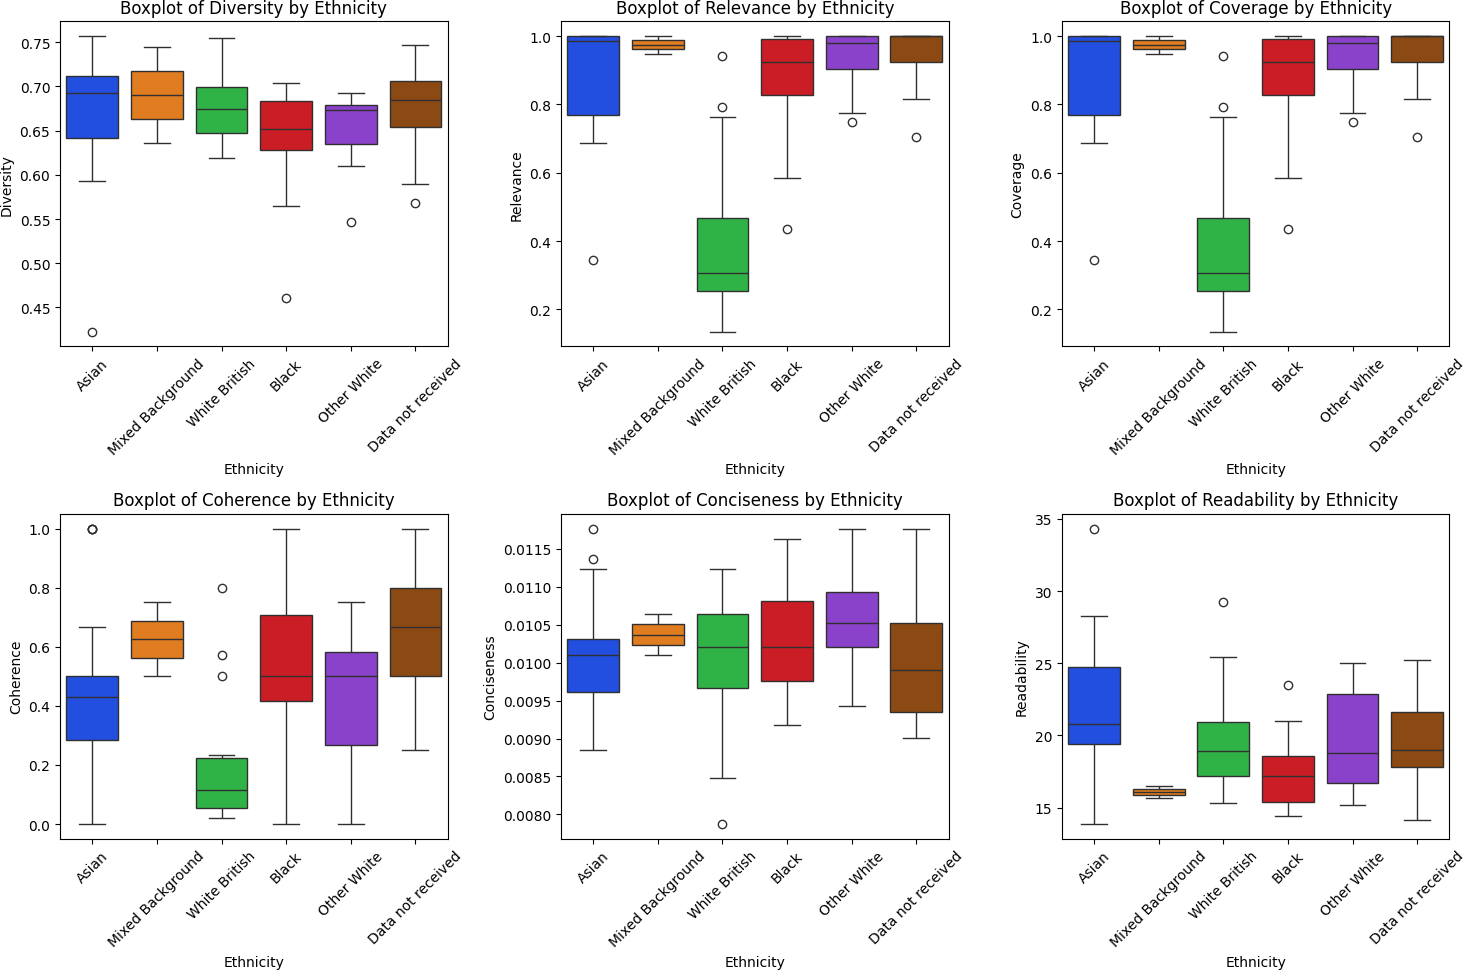 Boxplot of Diversity by Ethnicity
Diversity
0.75
0.70
0.65
0.60
0.55
0.50
0.45
Asian
Mixed Background
White British
Black
Other White
Data not received
Ethnicity
Boxplot of Relevance by Ethnicity
Relevance
1.0
0.8
0.6
0.4
0.2
Asian
Mixed Background
White British
Black
Other White
Data not received
Ethnicity
Boxplot of Coverage by Ethnicity
Coverage
1.0
0.8
0.6
0.4
0.2
Asian
Mixed Background
White British
Black
Other White
Data not received
Ethnicity
Boxplot of Coherence by Ethnicity
Coherence
1.0
0.8
0.6
0.4
0.2
0.0
Asian
Mixed Background
White British
Black
Other White
Data not received
Ethnicity
Boxplot of Conciseness by Ethnicity
Conciseness
0.0115
0.0110
0.0105
0.0100
0.0095
0.0090
0.0085
0.0080
Asian
Mixed Background
White British
Black
Other White
Data not received
Ethnicity
Boxplot of Readability by Ethnicity
Readability
35
30
25
20
15
Asian
Mixed Background
White British
Black
Other White
Data not received
Ethnicity